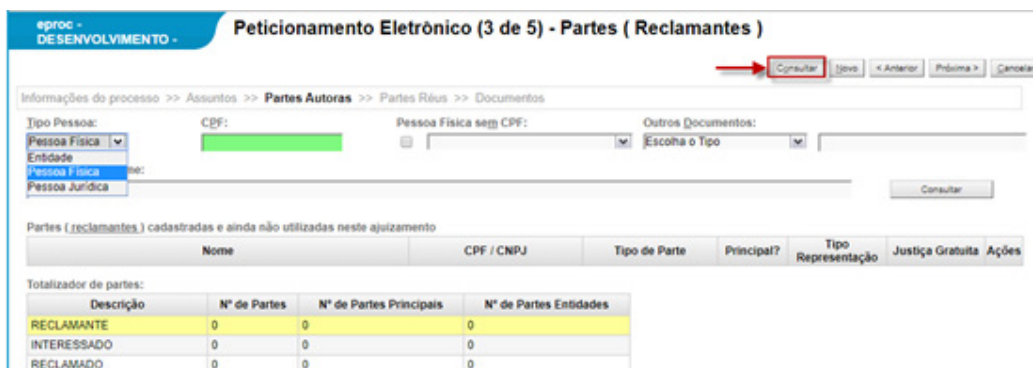 eproc -
DESENVOLVIMENTO -
Peticionamento Eletrônico (3 de 5) - Partes ( Reclamantes )
Consultar Novo < Anterior Próxima > Cancelar
Informações do processo >> Assuntos >> Partes Autoras >> Partes Réus >> Documentos
Tipo Pessoa: CPF: Pessoa Física sem CPF: Outros Documentos:
Pessoa Física Escolha o Tipo
Entidade
Pessoa Física me:
Pessoa Jurídica Consultar
Partes ( reclamantes ) cadastradas e ainda não utilizadas neste ajuizamento
Nome CPF / CNPJ Tipo de Parte Principal? Tipo Representação Justiça Gratuita Ações
Totalizador de partes:
Descrição N° de Partes N° de Partes Principais N° de Partes Entidades
RECLAMANTE 0 0 0
INTERESSADO 0 0 0
RECLAMADO 0 0 0